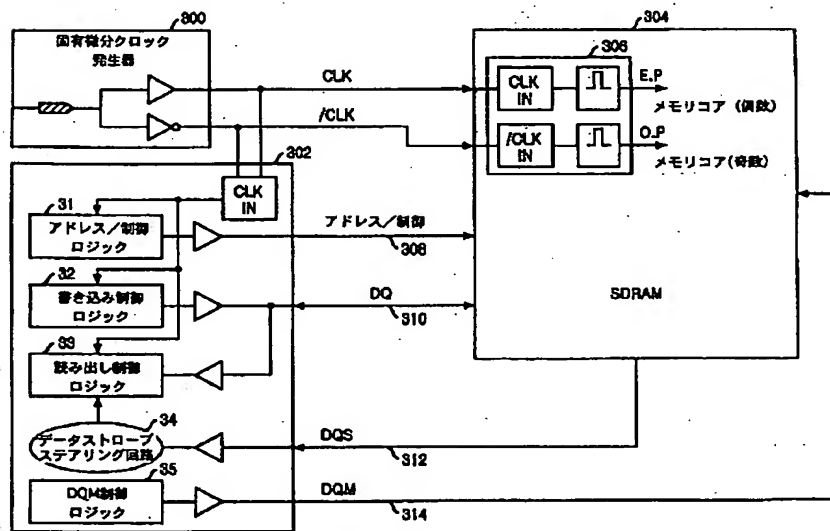 300
固有微分クロック
発生器
CLK
/CLK
304
306
CLK
IN
E.P
メモリコア (偶数)
/CLK
IN
O.P
メモリコア(奇数)
302
CLK
IN
31
アドレス/制御
ロジック
アドレス/制御
308
32
書き込み制御
ロジック
DQ
310
SDRAM
33
読み出し制御
ロジック
34
データストローブ
ステアリング回路
DQS
312
35
DQM制御
ロジック
DQM
314